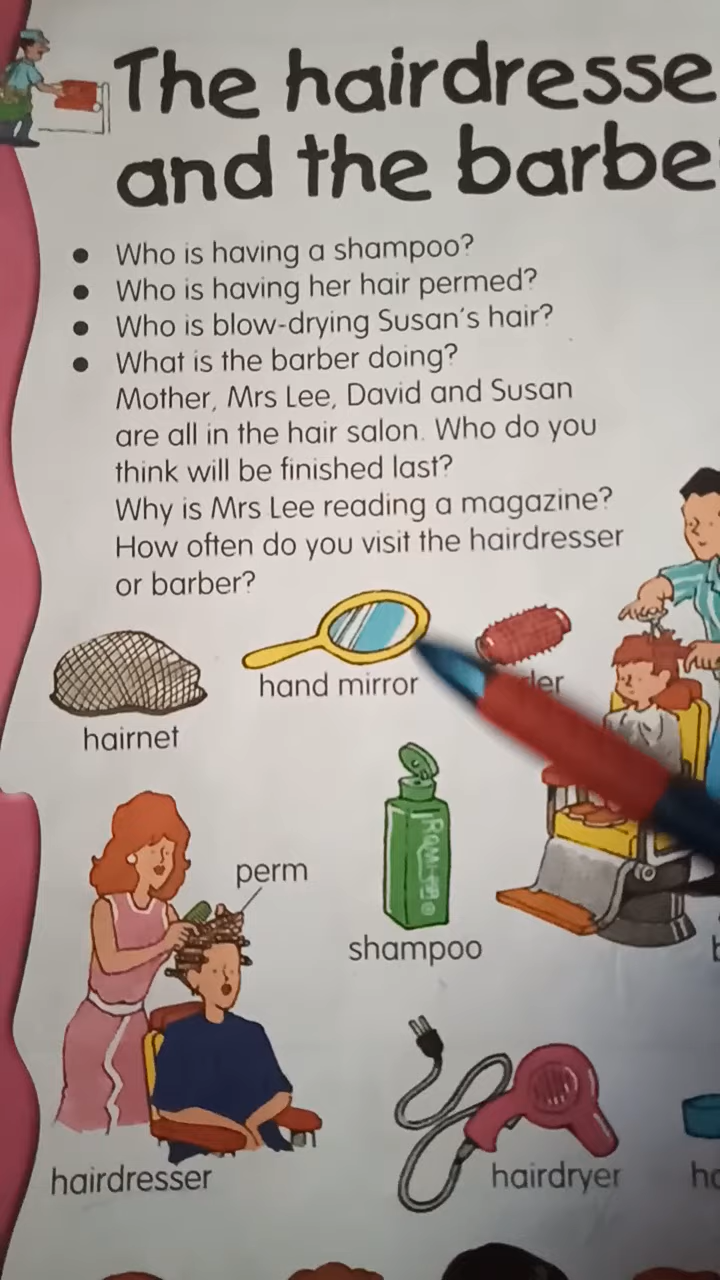 The hairdresse
and the barbe
• Who is having a shampoo?
• Who is having her hair permed?
• Who is blow-drying Susan's hair?
• What is the barber doing?
Mother, Mrs Lee, David and Susan
are all in the hair salon. Who do you
think will be finished last?
Why is Mrs Lee reading a magazine?
How often do you visit the hairdresser
or barber?
hand mirror
ler
hairnet
perm
shampoo
hairdresser
hairdryer